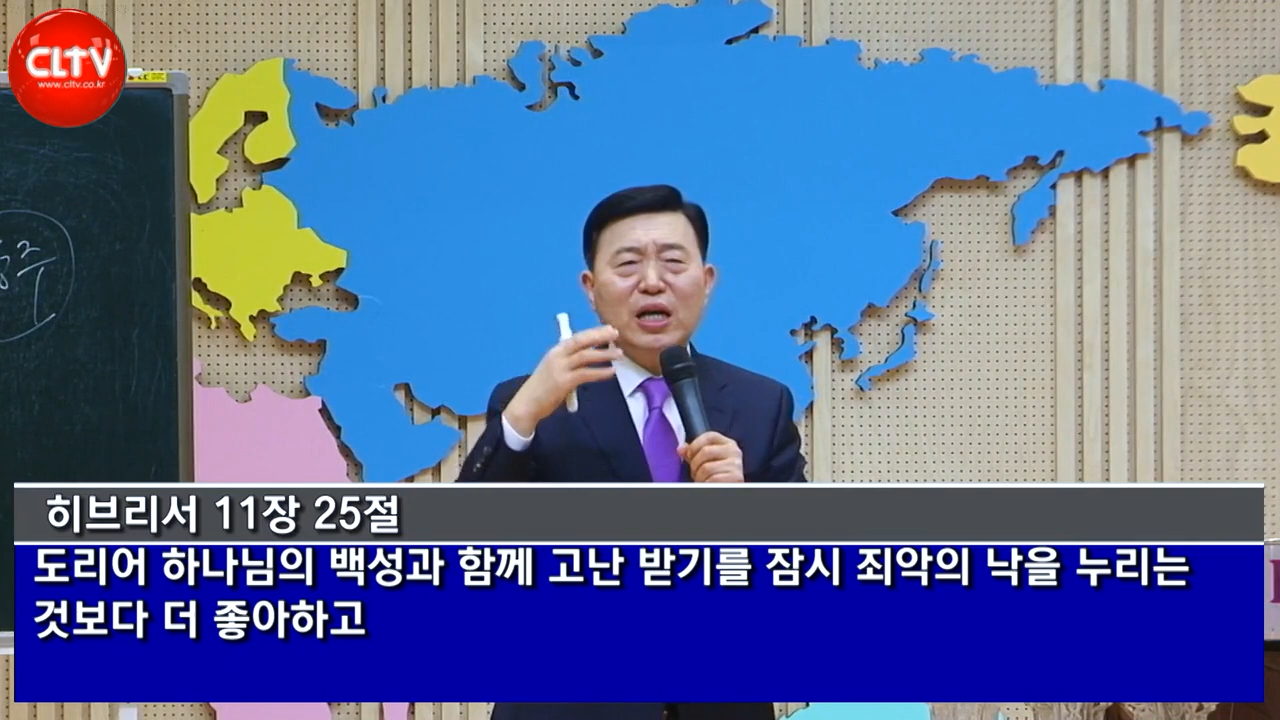 CLTV
www.cltv.co.kr
주
히브리서 11장 25절
도리어 하나님의 백성과 함께 고난 받기를 잠시 죄악의 낙을 누리는
것보다 더 좋아하고